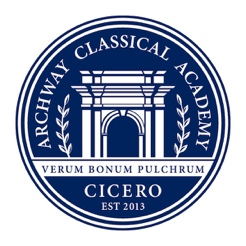 ARCHWAY CLASSICAL ACADEMY
VERUM BONUM PULCHRUM
CICERO
EST 2013